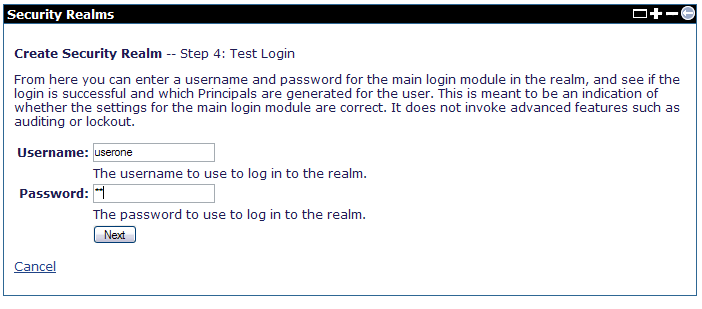 Security Realms
Create Security Realm -- Step 4: Test Login
From here you can enter a username and password for the main login module in the realm, and see if the
login is successful and which Principals are generated for the user. This is meant to be an indication of
whether the settings for the main login module are correct. It does not invoke advanced features such as
auditing or lockout.
Username: userone
The username to use to log in to the realm.
Password: **
The password to use to log in to the realm.
Next
Cancel